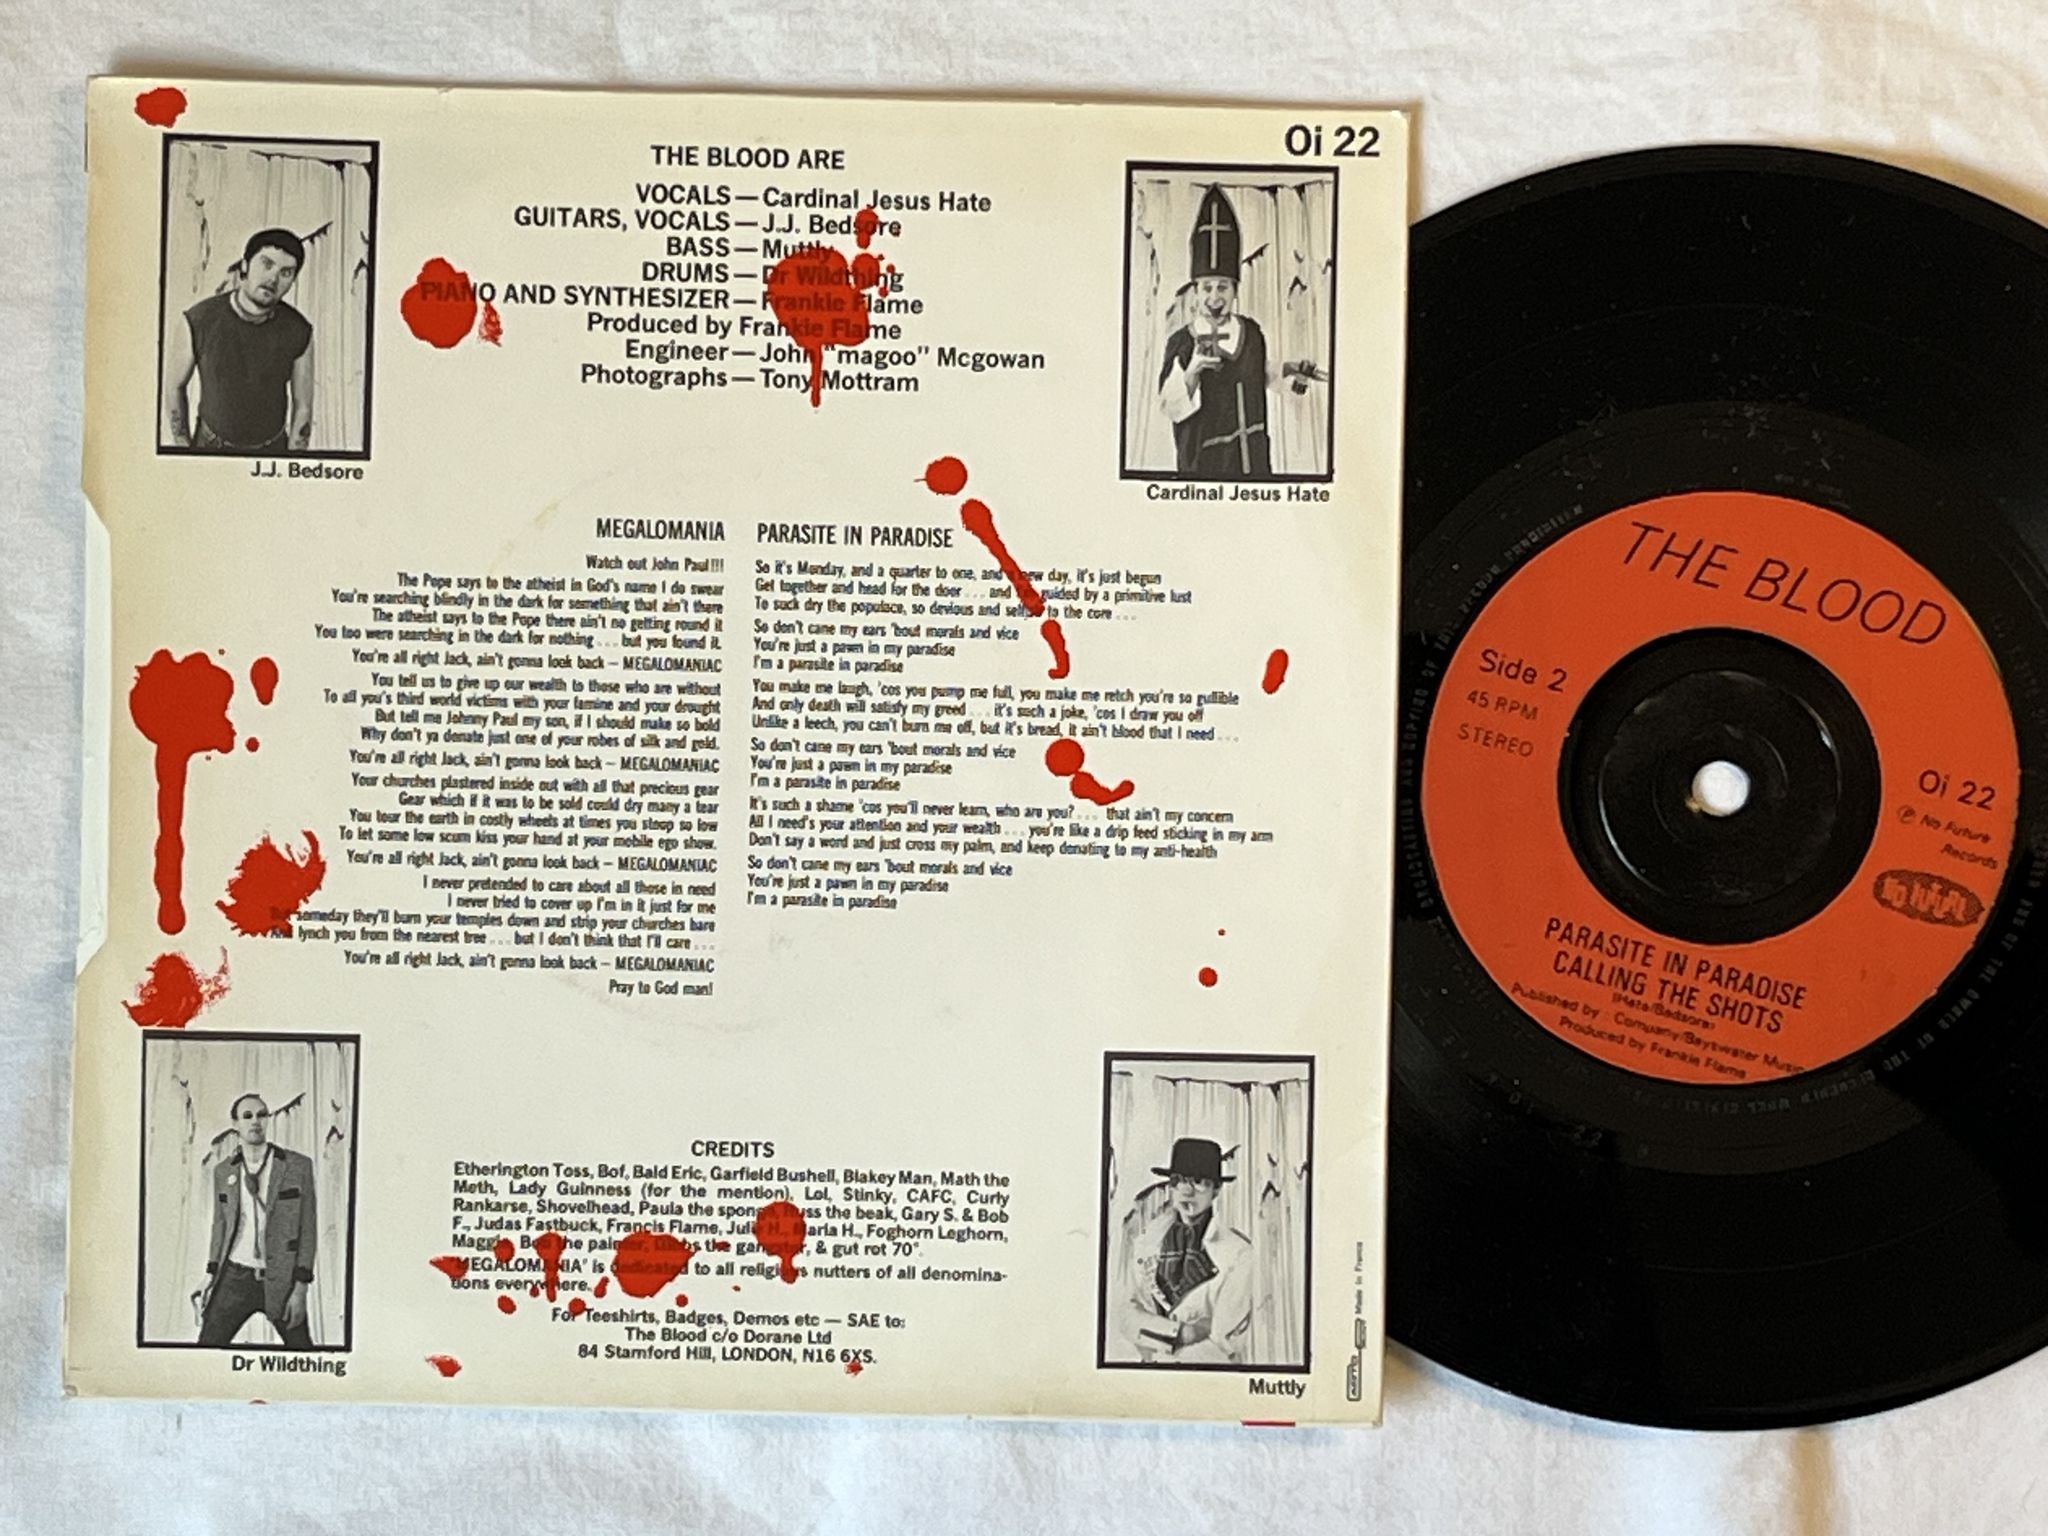 Oi 22
THE BLOOD ARE
VOCALS — Cardinal Jesus Hate
GUITARS, VOCALS — J.J. Bedsore
BASS — Muttly
DRUMS — Dr Wildthing
PIANO AND SYNTHESIZER — Frankie Flame
Produced by Frankie Flame
Engineer — John "magoo" Mcgowan
Photographs — Tony Mottram
J.J. Bedsore
Cardinal Jesus Hate
MEGALOMANIA
Watch out John Paul!!!
The Pope says to the atheist in God's name I do swear
You're searching blindly in the dark for something that ain't there
The atheist says to the Pope there ain't no getting round it
You too were searching in the dark for nothing . . . but you found it.
You're all right Jack, ain't gonna look back – MEGALOMANIAC
You tell us to give up our wealth to those who are without
To all you's third world victims with your famine and your drought
But tell me Johnny Paul my son, if I should make so bold
Why don't ya donate just one of your robes of silk and gold.
You're all right Jack, ain't gonna look back – MEGALOMANIAC
Your churches plastered inside out with all that precious gear
Gear which if it was to be sold could dry many a tear
You tour the earth in costly wheels at times you stoop so low
To let some low scum kiss your hand at your mobile ego show.
You're all right Jack, ain't gonna look back – MEGALOMANIAC
I never pretended to care about all those in need
I never tried to cover up I'm in it just for me
But someday they'll burn your temples down and strip your churches bare
And lynch you from the nearest tree . . . but I don't think that I'll care . . .
You're all right Jack, ain't gonna look back – MEGALOMANIAC
Pray to God man!
PARASITE IN PARADISE
So it's Monday, and a quarter to one, and a new day, it's just begun
Get together and head for the door . . . and guided by a primitive lust
To suck dry the populace, so devious and selfish to the core . . .
So don't cane my ears 'bout morals and vice
You're just a pawn in my paradise
I'm a parasite in paradise
You make me laugh, 'cos you pump me full, you make me retch you're so gullible
And only death will satisfy my greed . . . it's such a joke, 'cos I draw you off
Unlike a leech, you can't burn me off, but it's bread, it ain't blood that I need . . .
So don't cane my ears 'bout morals and vice
You're just a pawn in my paradise
I'm a parasite in paradise
It's such a shame 'cos you'll never learn, who are you? . . . that ain't my concern
All I need's your attention and your wealth . . . you're like a drip feed sticking in my arm
Don't say a word and just cross my palm, and keep donating to my anti-health
So don't cane my ears 'bout morals and vice
You're just a pawn in my paradise
I'm a parasite in paradise
CREDITS
Etherington Toss, Bof, Bald Eric, Garfield Bushell, Blakey Man, Math the
Meth, Lady Guinness (for the mention), Lol, Stinky, CAFC, Curly
Rankarse, Shovelhead, Paula the sponge, Russ the beak, Gary S. & Bob
F., Judas Fastbuck, Francis Flame, Julie H., Marla H., Foghorn Leghorn,
Maggie, the painter, the gangster, & gut rot 70°.
'MEGALOMANIA' is dedicated to all religious nutters of all denomina-
tions everywhere.
For Teeshirts, Badges, Demos etc — SAE to:
The Blood c/o Dorane Ltd
84 Stamford Hill, LONDON, N16 6XS.
Dr Wildthing
Muttly
Made in France
THE BLOOD
Side 2
45 RPM
STEREO
Oi 22
℗ No Future
Records
PARASITE IN PARADISE
CALLING THE SHOTS
(Hate/Bedsore)
Published by : Company/Bayswater Music
Produced by Frankie Flame